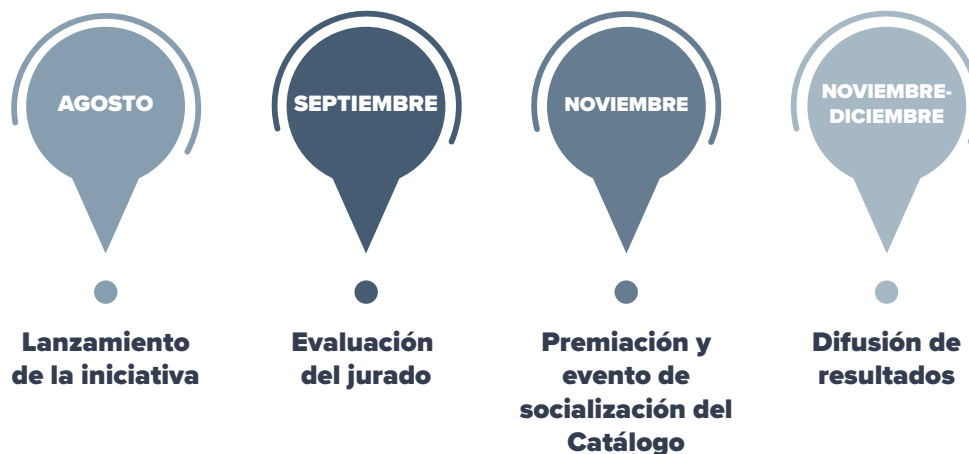 AGOSTO
Lanzamiento
de la iniciativa
SEPTIEMBRE
Evaluación
del jurado
NOVIEMBRE
Premiación y
evento de
socialización del
Catálogo
NOVIEMBRE-
DICIEMBRE
Difusión de
resultados